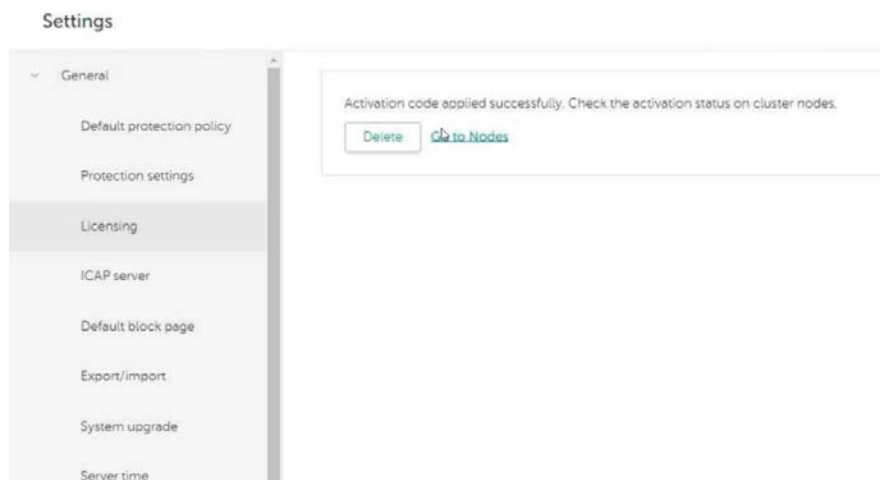 Settings
General
Default protection policy
Protection settings
Licensing
ICAP server
Default block page
Export/import
System upgrade
Server time
Activation code applied successfully. Check the activation status on cluster nodes.
Delete Go to Nodes